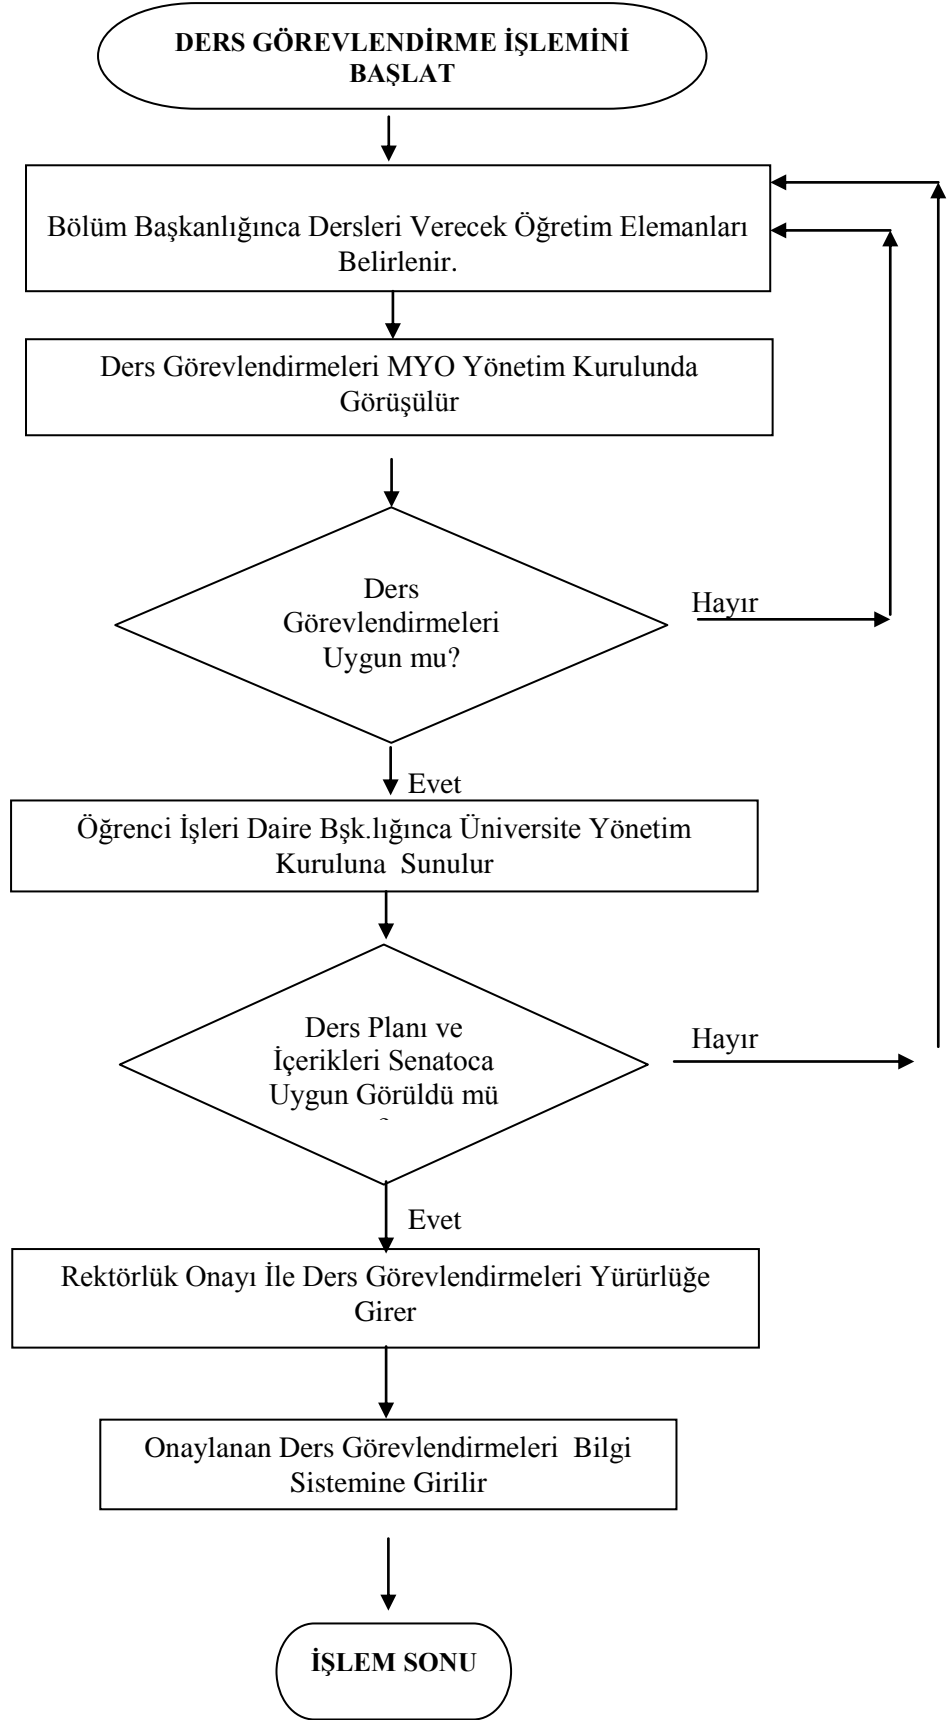 DERS GÖREVLENDİRME İŞLEMİNİ
BAŞLAT
Bölüm Başkanlığınca Dersleri Verecek Öğretim Elemanları
Belirlenir.
Ders Görevlendirmeleri MYO Yönetim Kurulunda
Görüşülür
Ders
Görevlendirmeleri
Uygun mu?
Hayır
Evet
Öğrenci İşleri Daire Bşk.lığınca Üniversite Yönetim
Kuruluna  Sunulur
Ders Planı ve
İçerikleri Senatoca
Uygun Görüldü mü
Hayır
Evet
Rektörlük Onayı İle Ders Görevlendirmeleri Yürürlüğe
Girer
Onaylanan Ders Görevlendirmeleri  Bilgi
Sistemine Girilir
İŞLEM SONU